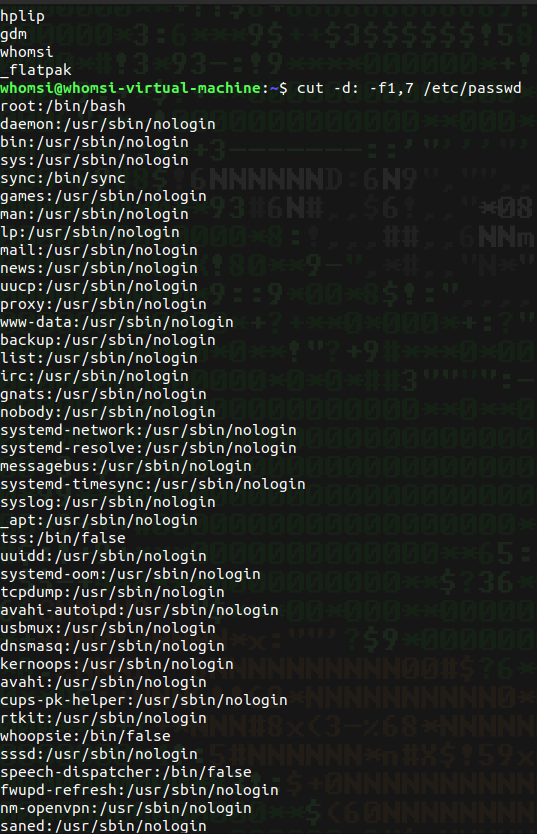 hplip
gdm
whomsi
_flatpak
whomsi@whomsi-virtual-machine:~$ cut -d: -f1,7 /etc/passwd
root:/bin/bash
daemon:/usr/sbin/nologin
bin:/usr/sbin/nologin
sys:/usr/sbin/nologin
sync:/bin/sync
games:/usr/sbin/nologin
man:/usr/sbin/nologin
lp:/usr/sbin/nologin
mail:/usr/sbin/nologin
news:/usr/sbin/nologin
uucp:/usr/sbin/nologin
proxy:/usr/sbin/nologin
www-data:/usr/sbin/nologin
backup:/usr/sbin/nologin
list:/usr/sbin/nologin
irc:/usr/sbin/nologin
gnats:/usr/sbin/nologin
nobody:/usr/sbin/nologin
systemd-network:/usr/sbin/nologin
systemd-resolve:/usr/sbin/nologin
messagebus:/usr/sbin/nologin
systemd-timesync:/usr/sbin/nologin
syslog:/usr/sbin/nologin
_apt:/usr/sbin/nologin
tss:/bin/false
uuidd:/usr/sbin/nologin
systemd-oom:/usr/sbin/nologin
tcpdump:/usr/sbin/nologin
avahi-autoipd:/usr/sbin/nologin
usbmux:/usr/sbin/nologin
dnsmasq:/usr/sbin/nologin
kernoops:/usr/sbin/nologin
avahi:/usr/sbin/nologin
cups-pk-helper:/usr/sbin/nologin
rtkit:/usr/sbin/nologin
whoopsie:/bin/false
sssd:/usr/sbin/nologin
speech-dispatcher:/bin/false
fwupd-refresh:/usr/sbin/nologin
nm-openvpn:/usr/sbin/nologin
saned:/usr/sbin/nologin